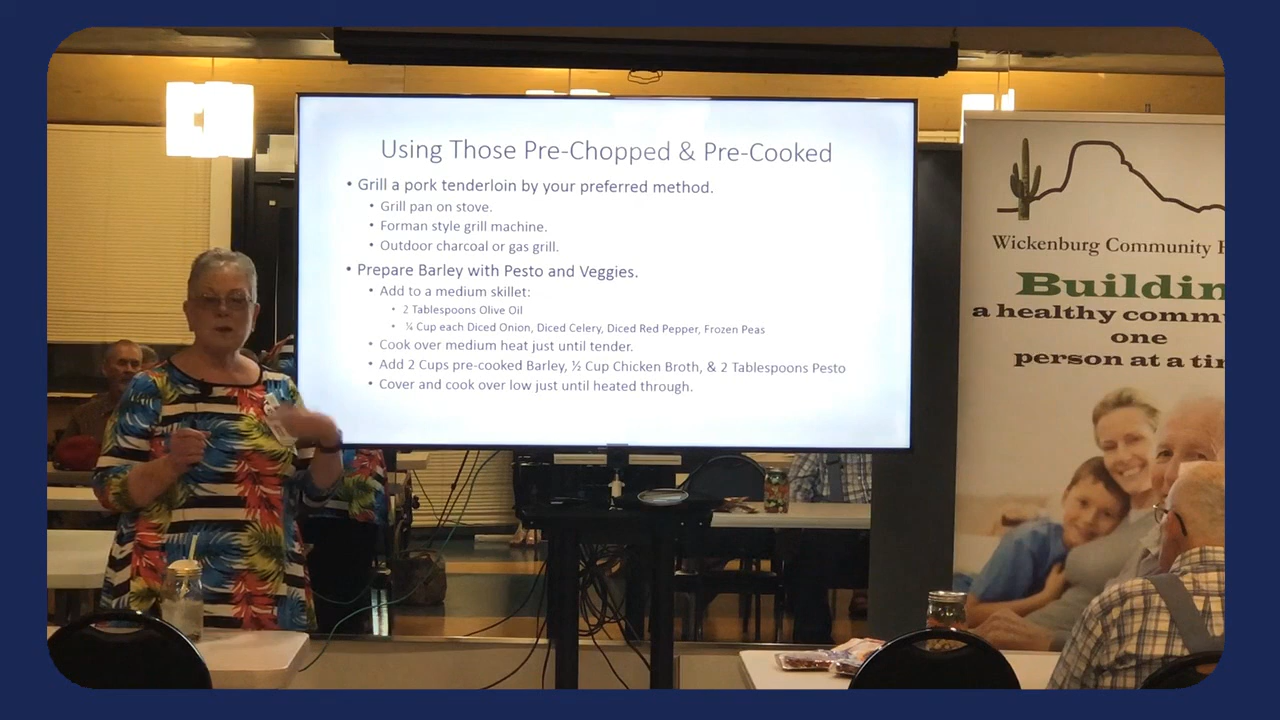 Using Those Pre-Chopped & Pre-Cooked
• Grill a pork tenderloin by your preferred method.
• Grill pan on stove.
• Forman style grill machine.
• Outdoor charcoal or gas grill.
• Prepare Barley with Pesto and Veggies.
• Add to a medium skillet:
• 2 Tablespoons Olive Oil
• ¼ Cup each Diced Onion, Diced Celery, Diced Red Pepper, Frozen Peas
• Cook over medium heat just until tender.
• Add 2 Cups pre-cooked Barley, ½ Cup Chicken Broth, & 2 Tablespoons Pesto
• Cover and cook over low just until heated through.
Wickenburg Community
Buildin
a healthy commu
one
person at a tim